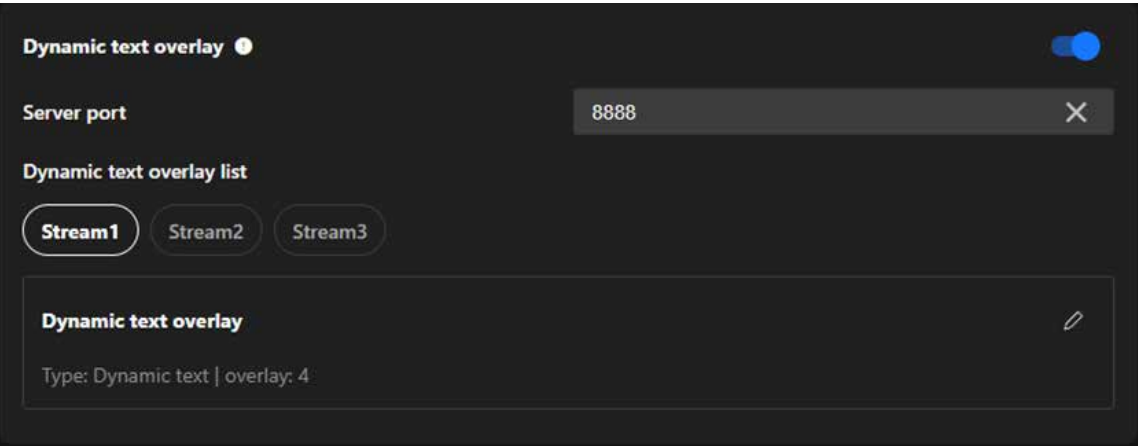 Dynamic text overlay
Server port 8888
Dynamic text overlay list
Stream1 Stream2 Stream3
Dynamic text overlay
Type: Dynamic text | overlay: 4